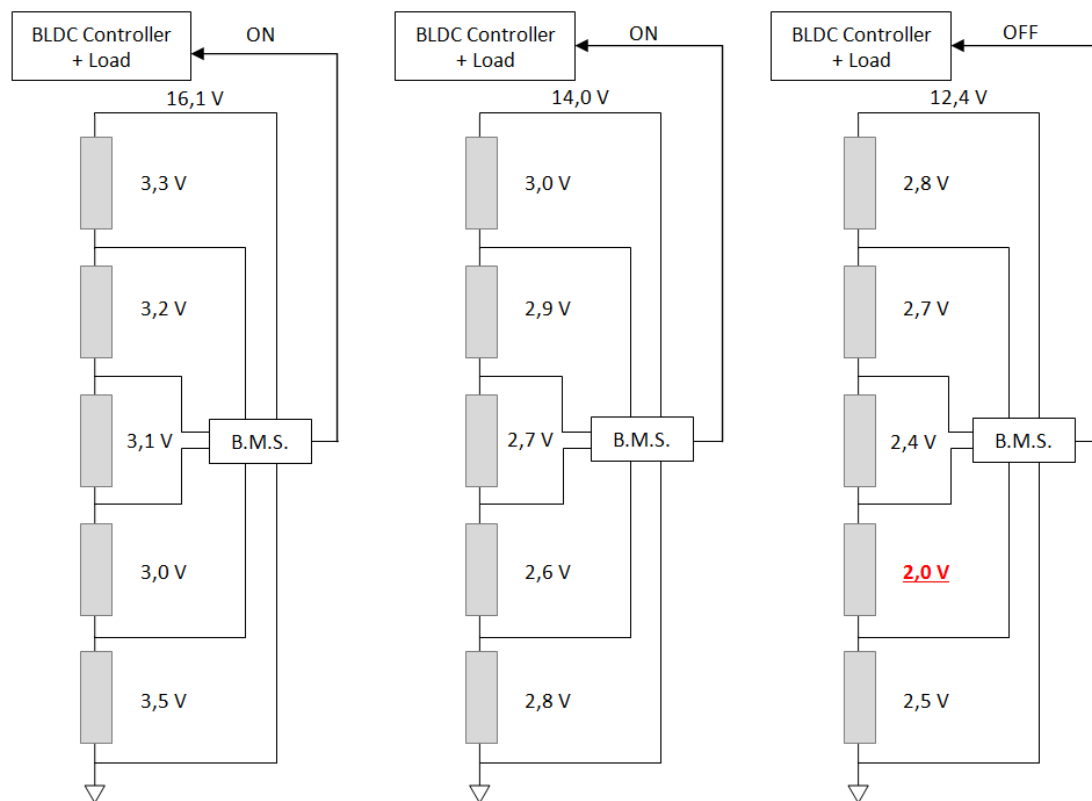 BLDC Controller
+ Load
ON
16,1 V
3,3 V
3,2 V
3,1 V
B.M.S.
3,0 V
3,5 V
BLDC Controller
+ Load
ON
14,0 V
3,0 V
2,9 V
2,7 V
B.M.S.
2,6 V
2,8 V
BLDC Controller
+ Load
OFF
12,4 V
2,8 V
2,7 V
2,4 V
B.M.S.
2,0 V
2,5 V